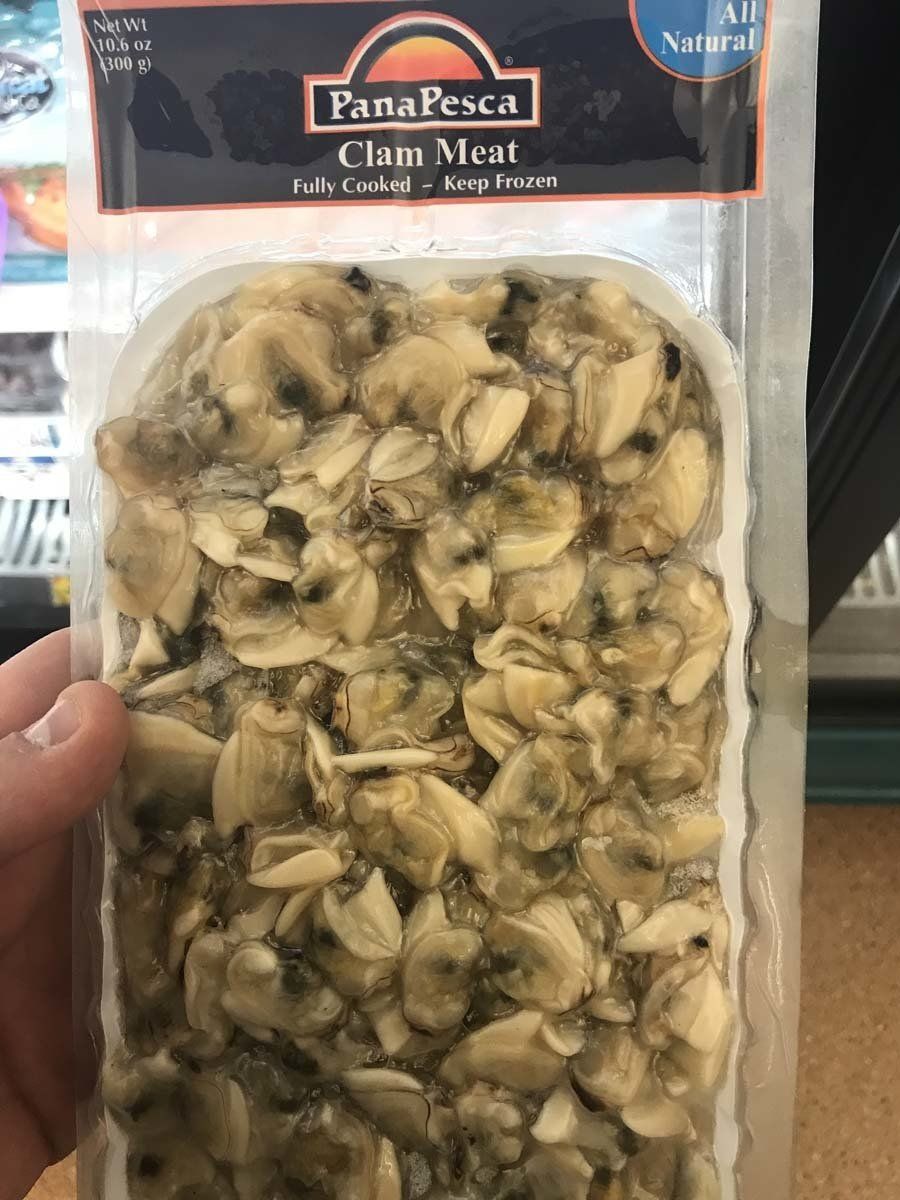 Net Wt
10.6 oz
(300 g)
All
Natural
PanaPesca®
Clam Meat
Fully Cooked – Keep Frozen